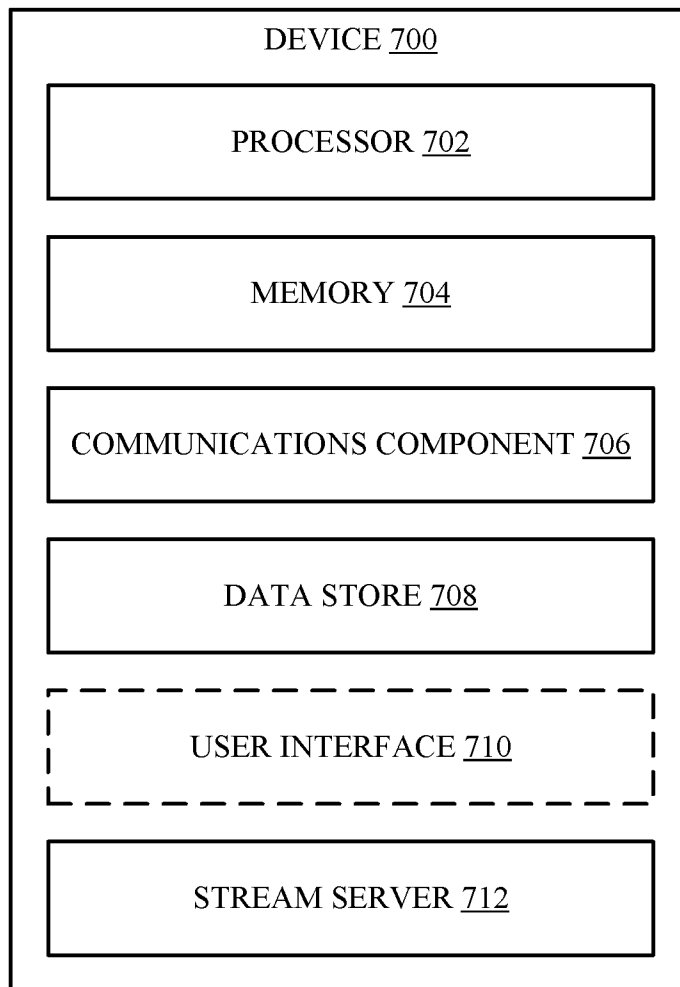 DEVICE 700
PROCESSOR 702
MEMORY 704
COMMUNICATIONS COMPONENT 706
DATA STORE 708
USER INTERFACE 710
STREAM SERVER 712